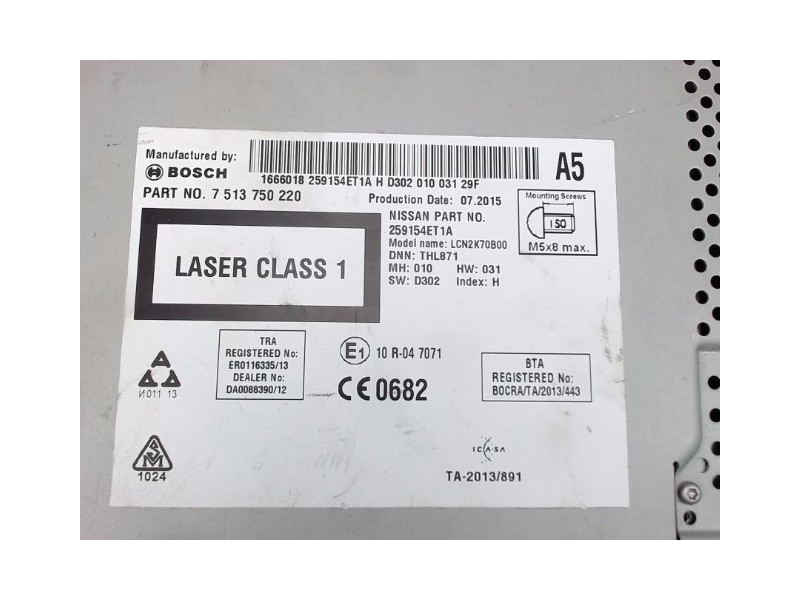 Manufactured by:
BOSCH
1666018 259154ET1A H D302 010 031 29F
A5
PART NO. 7 513 750 220
Production Date: 07.2015
NISSAN PART NO.
259154ET1A
Model name: LCN2K70B00
DNN: THL871
MH: 010 HW: 031
SW: D302 Index: H
Mounting Screws
ISO
M5x8 max.
LASER CLASS 1
И011 13
TRA
REGISTERED No:
ER0116335/13
DEALER No:
DA0088390/12
E1 10 R-04 7071
CE0682
BTA
REGISTERED No:
BOCRA/TA/2013/443
SM
1024
ICASA
TA-2013/891